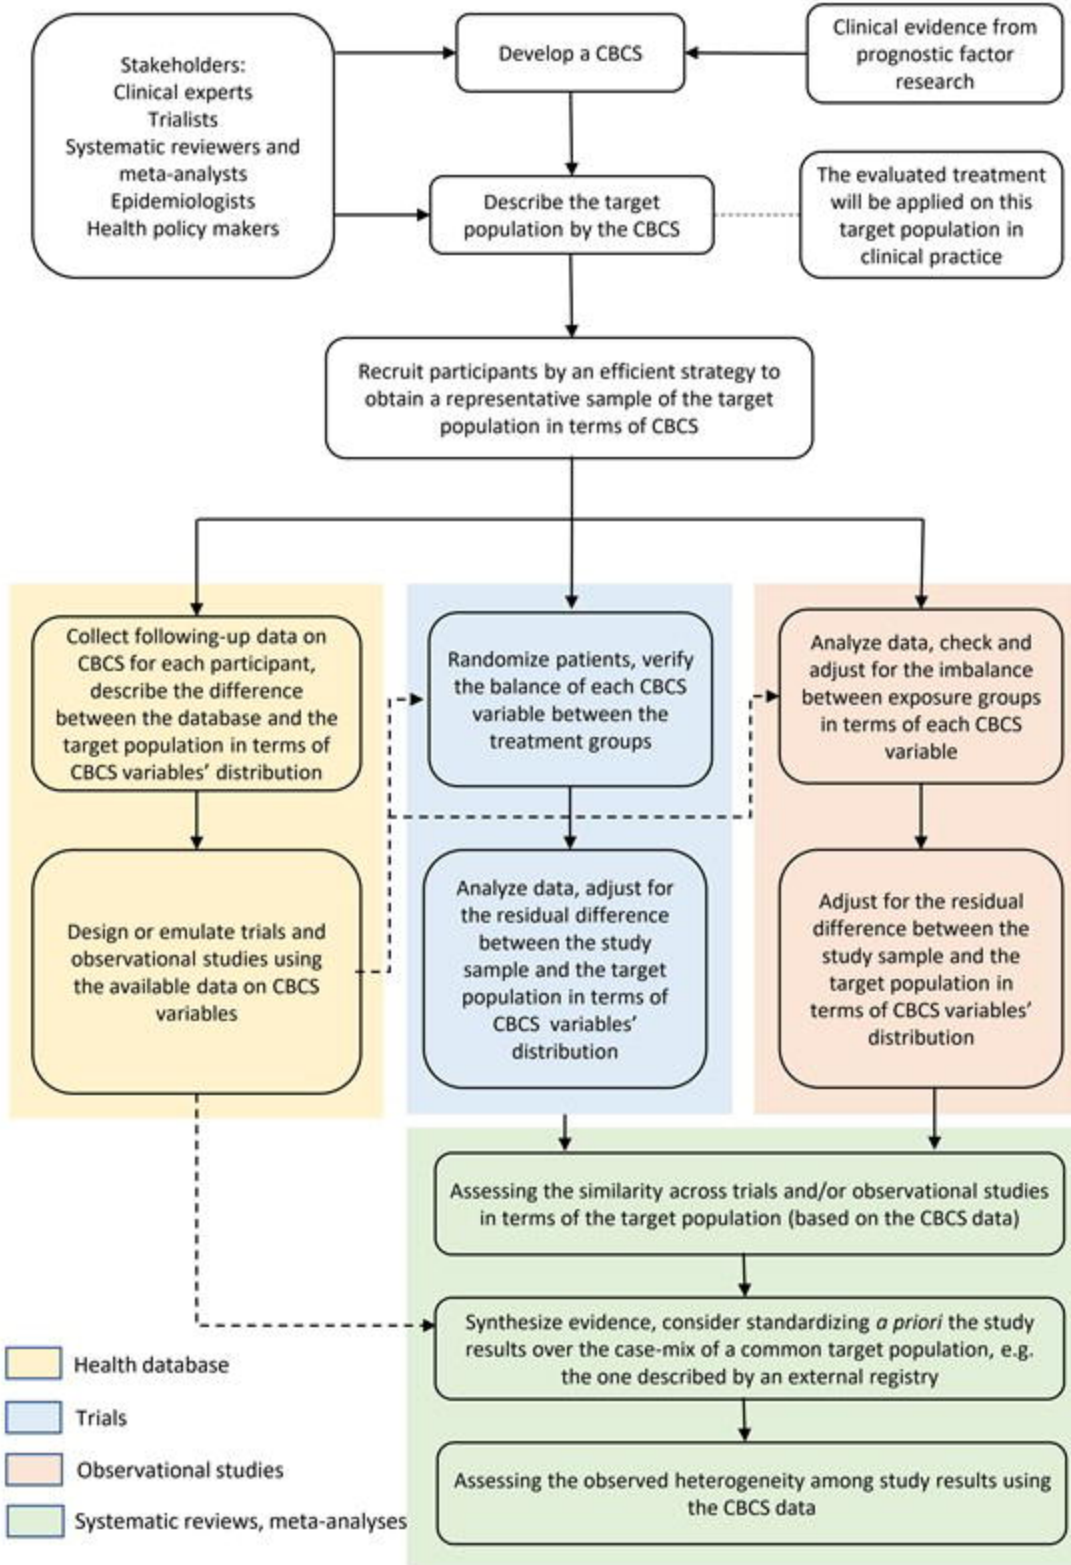 Stakeholders:
Clinical experts
Trialists
Systematic reviewers and
meta-analysts
Epidemiologists
Health policy makers
Develop a CBCS
Clinical evidence from
prognostic factor
research
Describe the target
population by the CBCS
The evaluated treatment
will be applied on this
target population in
clinical practice
Recruit participants by an efficient strategy to
obtain a representative sample of the target
population in terms of CBCS
Collect following-up data on
CBCS for each participant,
describe the difference
between the database and the
target population in terms of
CBCS variables’ distribution
Randomize patients, verify
the balance of each CBCS
variable between the
treatment groups
Analyze data, check and
adjust for the imbalance
between exposure groups
in terms of each CBCS
variable
Design or emulate trials and
observational studies using
the available data on CBCS
variables
Analyze data, adjust for
the residual difference
between the study
sample and the target
population in terms of
CBCS variables’
distribution
Adjust for the residual
difference between the
study sample and the
target population in
terms of CBCS variables’
distribution
Assessing the similarity across trials and/or observational studies
in terms of the target population (based on the CBCS data)
Synthesize evidence, consider standardizing a priori the study
results over the case-mix of a common target population, e.g.
the one described by an external registry
Assessing the observed heterogeneity among study results using
the CBCS data
Health database
Trials
Observational studies
Systematic reviews, meta-analyses